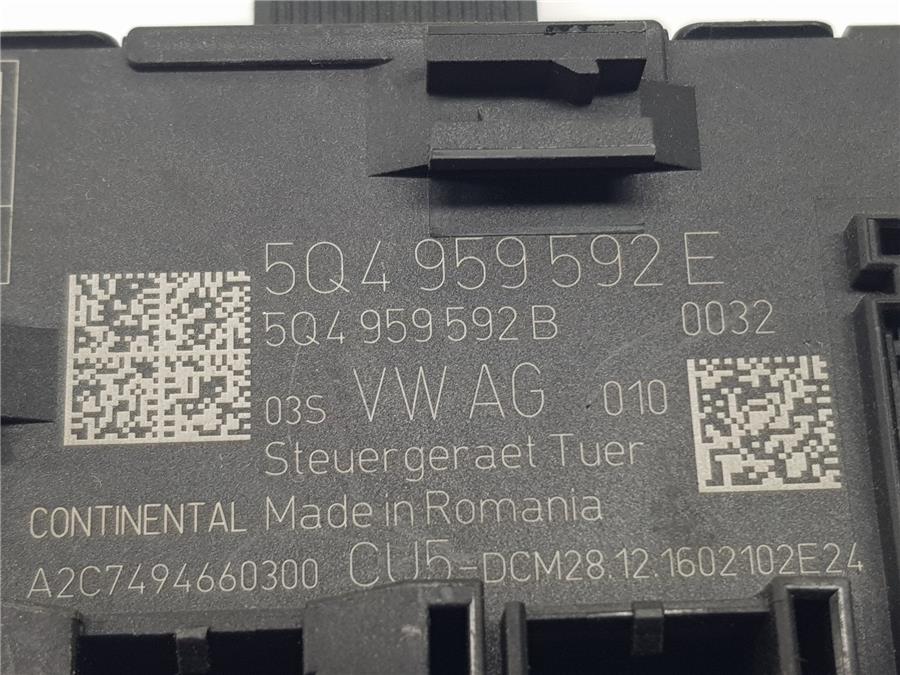 5Q4 959 592 E
5Q4 959 592 B 0032
03S VW AG 010
Steuergeraet Tuer
CONTINENTAL Made in Romania
A2C7494660300 CU5-DCM28.12.1602102E24